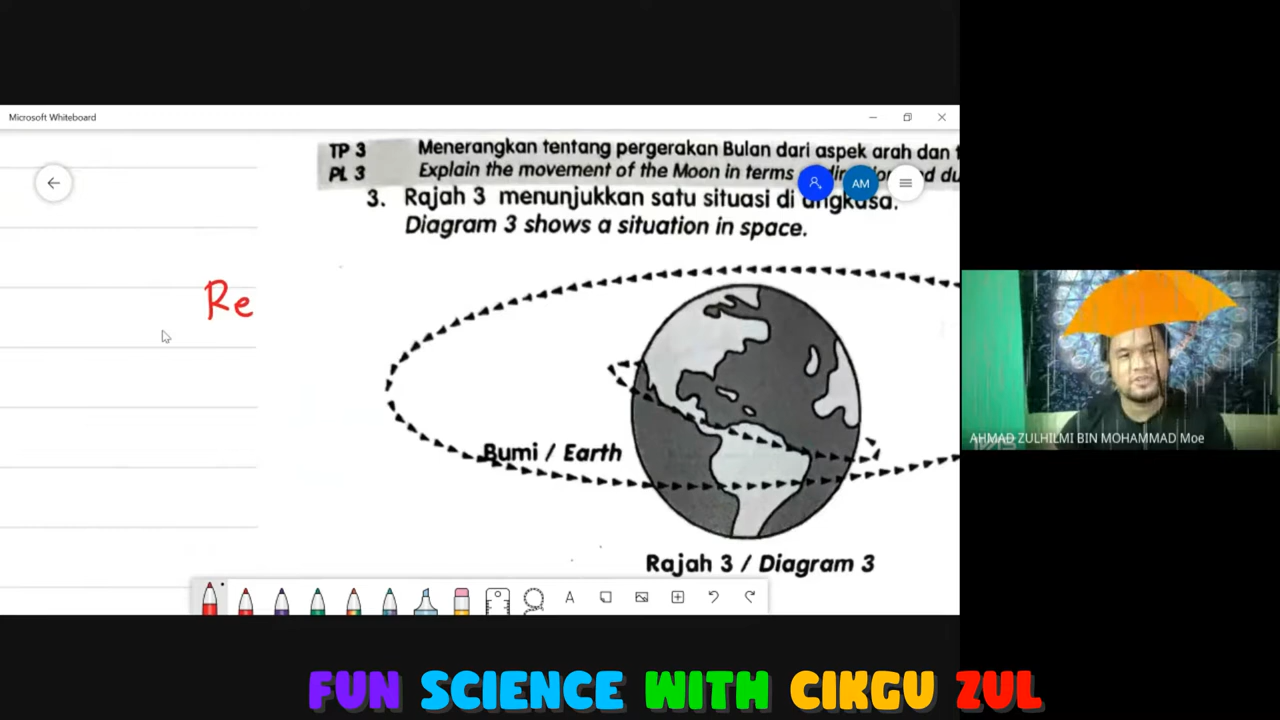 Microsoft Whiteboard
TP 3 Menerangkan tentang pergerakan Bulan dari aspek arah dan
PL 3 Explain the movement of the Moon in terms
AM
3. Rajah 3 menunjukkan satu situasi di angkasa.
Diagram 3 shows a situation in space.
Re
Bumi / Earth
Rajah 3 / Diagram 3
A
AHMAD ZULHILMI BIN MOHAMMAD Moe
FUN SCIENCE WITH CIKGU ZUL